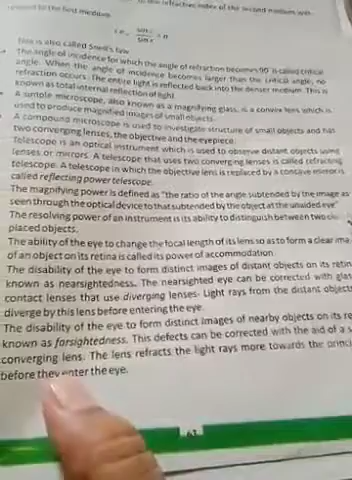 respect to the first medium
the refractive index of the second medium with
i.e., sin i / sin r = n
This is also called Snell's law
The angle of incidence for which the angle of refraction becomes 90° is called critical
angle. When the angle of incidence becomes larger than the critical angle, no
refraction occurs. The entire light is reflected back into the denser medium. This is
known as total internal reflection of light.
A simple microscope, also known as a magnifying glass, is a convex lens which is
used to produce magnified images of small objects.
A compound microscope is used to investigate structure of small objects and has
two converging lenses, the objective and the eyepiece.
Telescope is an optical instrument which is used to observe distant objects using
lenses or mirrors. A telescope that uses two converging lenses is called refracting
telescope. A telescope in which the objective lens is replaced by a concave mirror is
called reflecting power telescope.
The magnifying power is defined as "the ratio of the angle subtended by the image as
seen through the optical device to that subtended by the object at the unaided eye"
The resolving power of an instrument is its ability to distinguish between two
placed objects.
The ability of the eye to change the focal length of its lens so as to form a clear ima
of an object on its retina is called its power of accommodation
The disability of the eye to form distinct images of distant objects on its retin
known as nearsightedness. The nearsighted eye can be corrected with glas
contact lenses that use diverging lenses- Light rays from the distant objects
diverge by this lens before entering the eye.
The disability of the eye to form distinct images of nearby objects on its re
known as farsightedness. This defects can be corrected with the aid of a s
converging lens. The lens refracts the light rays more towards the princi
before they enter the eye.
67